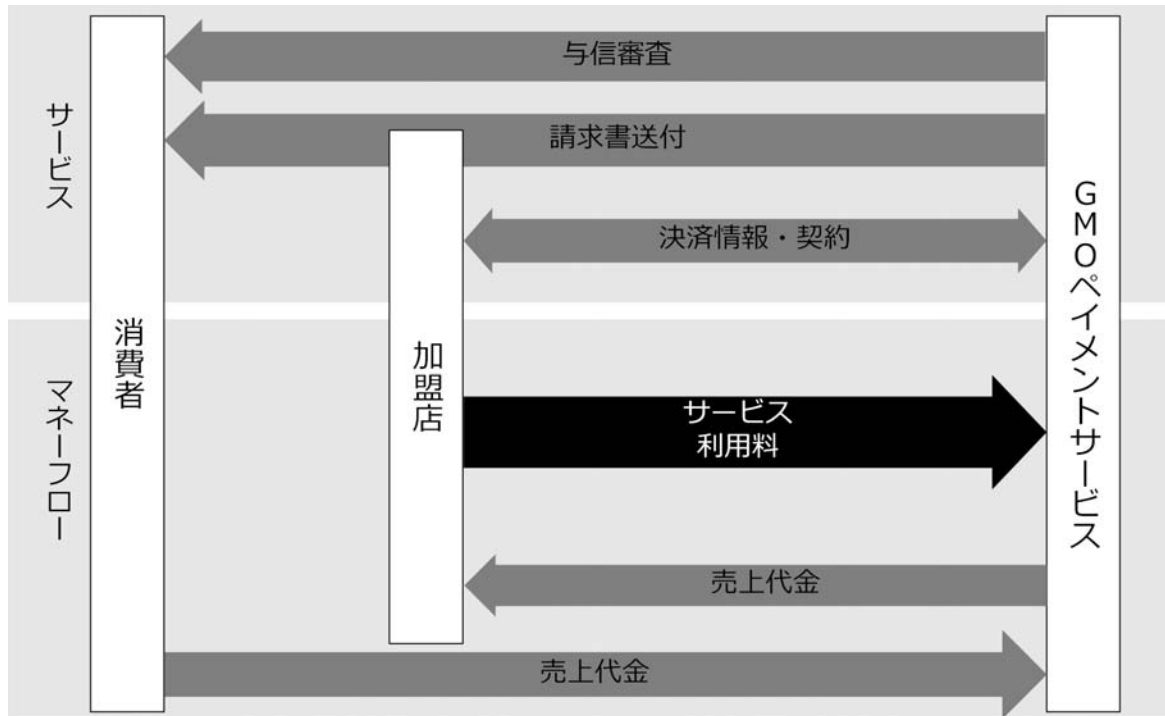 与信審査
請求書送付
サービス
決済情報・契約
消費者
加盟店
GMOペイメントサービス
マネーフロー
サービス
利用料
売上代金
売上代金